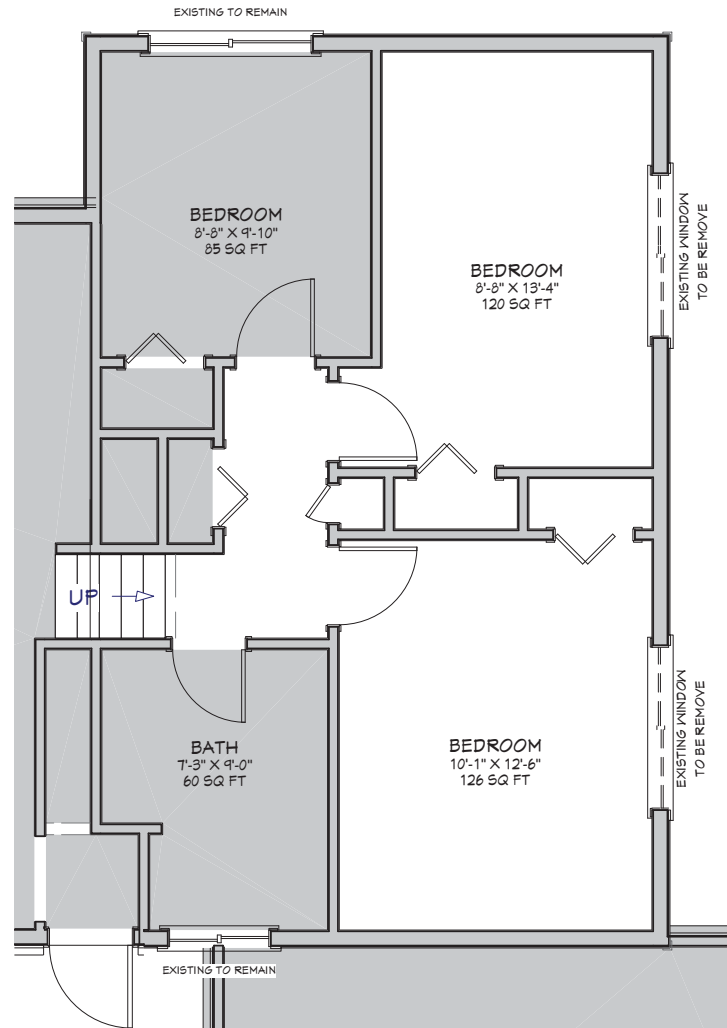 EXISTING TO REMAIN
BEDROOM
8'-8" X 9'-10"
85 SQ FT
BEDROOM
8'-8" X 13'-4"
120 SQ FT
EXISTING WINDOW
TO BE REMOVE
UP
BATH
7'-3" X 9'-0"
60 SQ FT
BEDROOM
10'-1" X 12'-6"
126 SQ FT
EXISTING WINDOW
TO BE REMOVE
EXISTING TO REMAIN